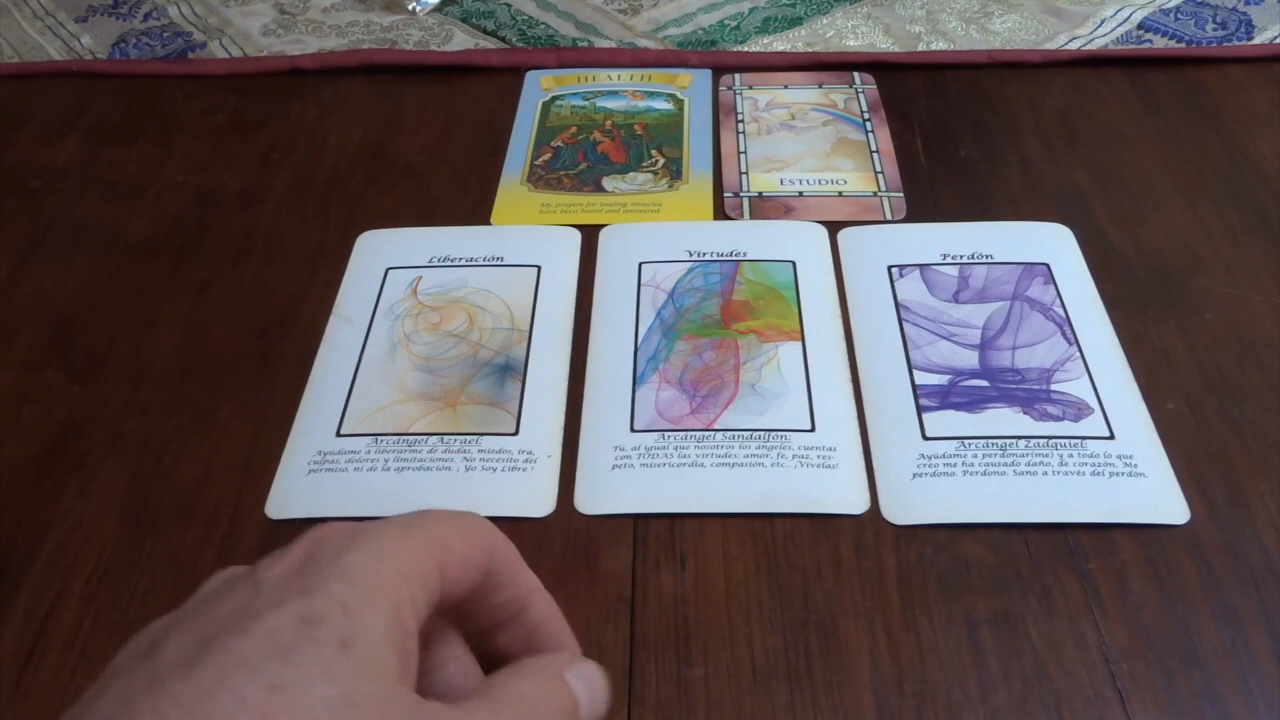 HEALTH
My prayers for healing miracles
have been heard and answered
ESTUDIO
Liberación
Arcángel Azrael:
Ayúdame a liberarme de dudas, miedos, ira,
culpas, dolores y limitaciones. No necesito del
permiso, ni de la aprobación. ¡ Yo Soy Libre !
Virtudes
Arcángel Sandalfón:
Tú, al igual que nosotros los ángeles, cuentas
con TODAS las virtudes: amor, fe, paz, res-
peto, misericordia, compasión, etc.. ¡Vívelas!
Perdón
Arcángel Zadquiel:
Ayúdame a perdonar(me) y a todo lo que
creo me ha causado daño, de corazón. Me
perdono. Perdono. Sano a través del perdón.